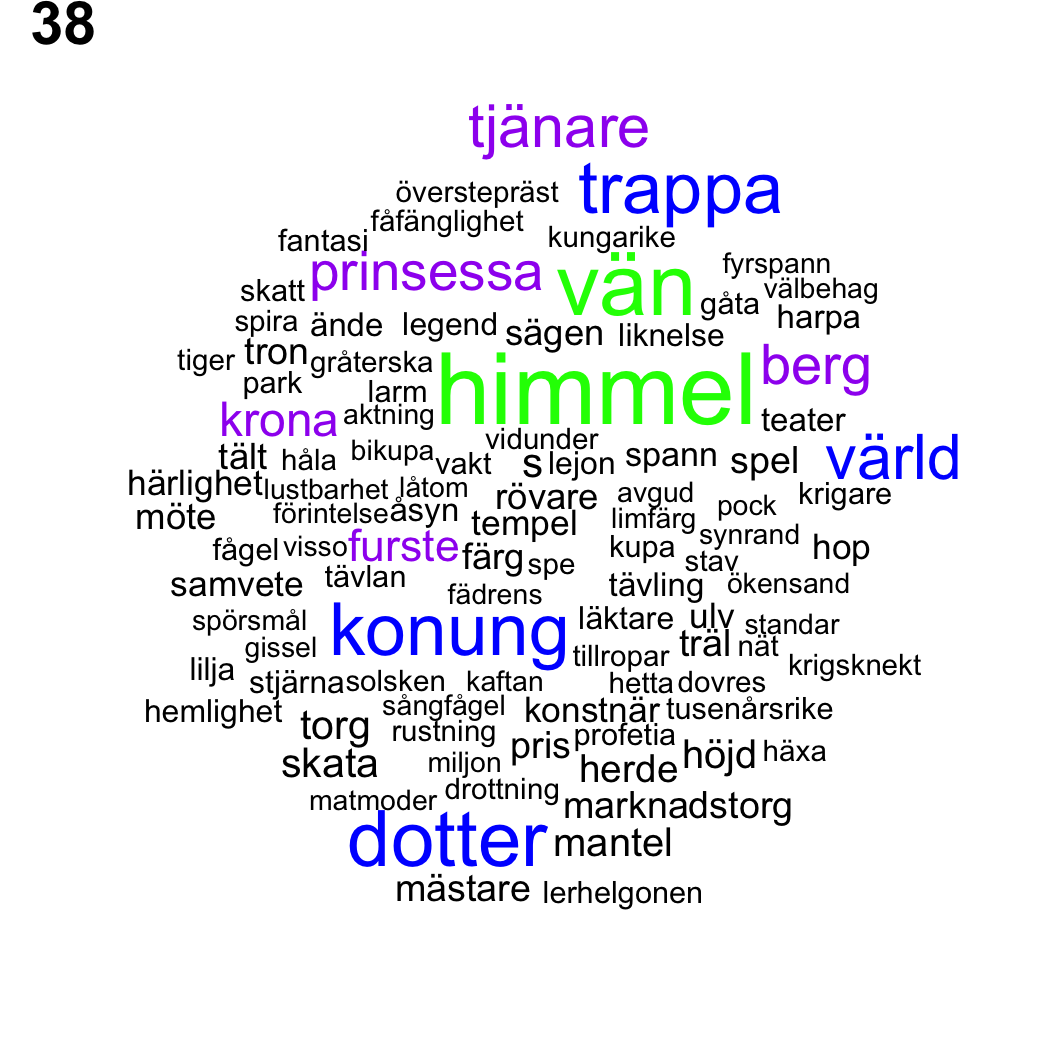 38
tjänare
överstepräst trappa
fåfänglighet
fantasi kungarike
prinsessa vän fyrspann
skatt gåta välbehag
spira ände legend sägen liknelse harpa
tiger tron gråterska himmel berg
park larm
krona aktning teater
tält håla bikupa vakt vidunder s lejon spann spel värld
härlighet lustbarhet låtom rövare avgud pock krigare
möte förintelse åsyn tempel limfärg synrand
fågel visso furste färg spe kupa stav hop
samvete tävlan fädrens tävling ökensand
spörsmål konung läktare ulv standar
gissel träl nät
lilja tillropar krigsknekt
stjärna solsken kaftan hetta dovres
hemlighet sångfågel konstnär tusenårsrike
torg rustning pris profetia
skata miljon herde höjd häxa
matmoder drottning marknadstorg
dotter mantel
mästare lerhelgonen